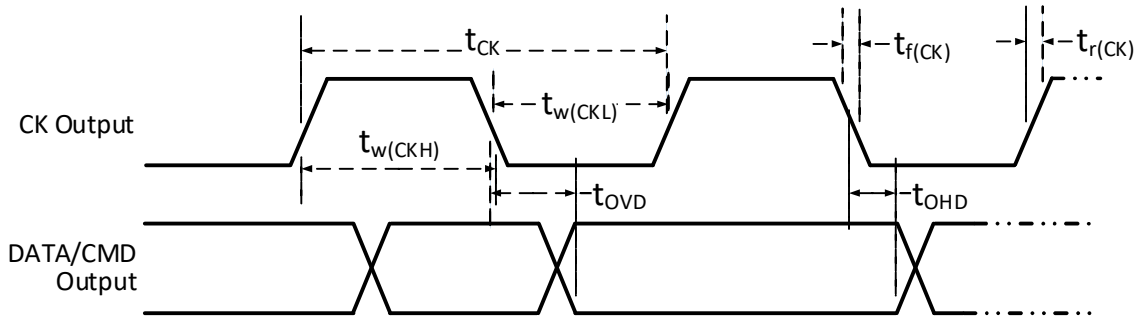 tCK
tf(CK)
tr(CK)
CK Output
tw(CKL)
tw(CKH)
tOVD
tOHD
DATA/CMD
Output